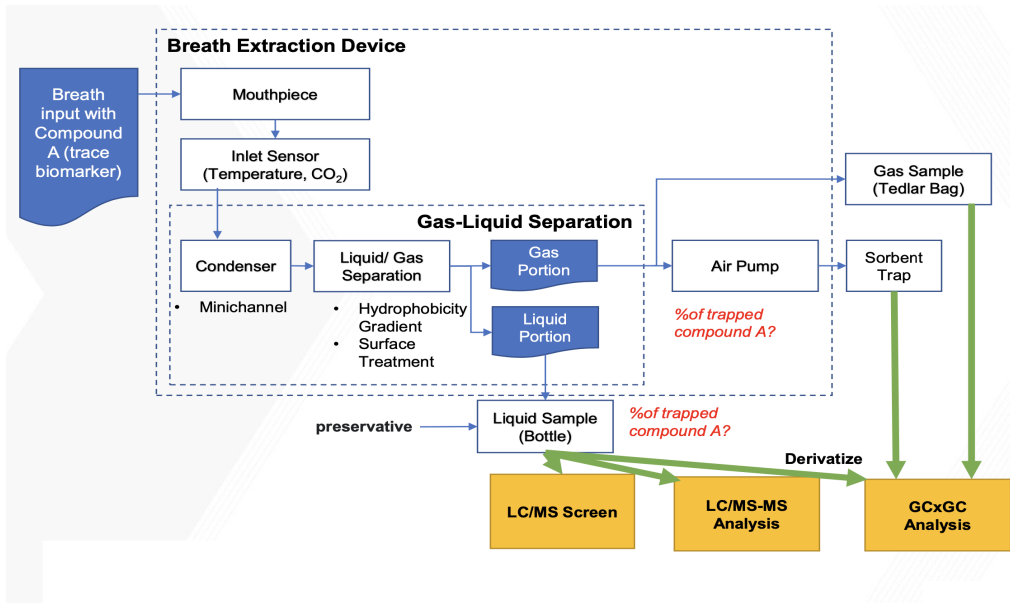 Breath Extraction Device
Breath
input with
Compound
A (trace
biomarker)
Mouthpiece
Inlet Sensor
(Temperature, CO₂)
Gas Sample
(Tedlar Bag)
Gas-Liquid Separation
Condenser
Liquid/ Gas
Separation
Gas
Portion
Air Pump
Sorbent
Trap
• Minichannel
• Hydrophobicity
Gradient
• Surface
Treatment
Liquid
Portion
%of trapped
compound A?
preservative
Liquid Sample
(Bottle)
%of trapped
compound A?
Derivatize
LC/MS Screen
LC/MS-MS
Analysis
GCxGC
Analysis